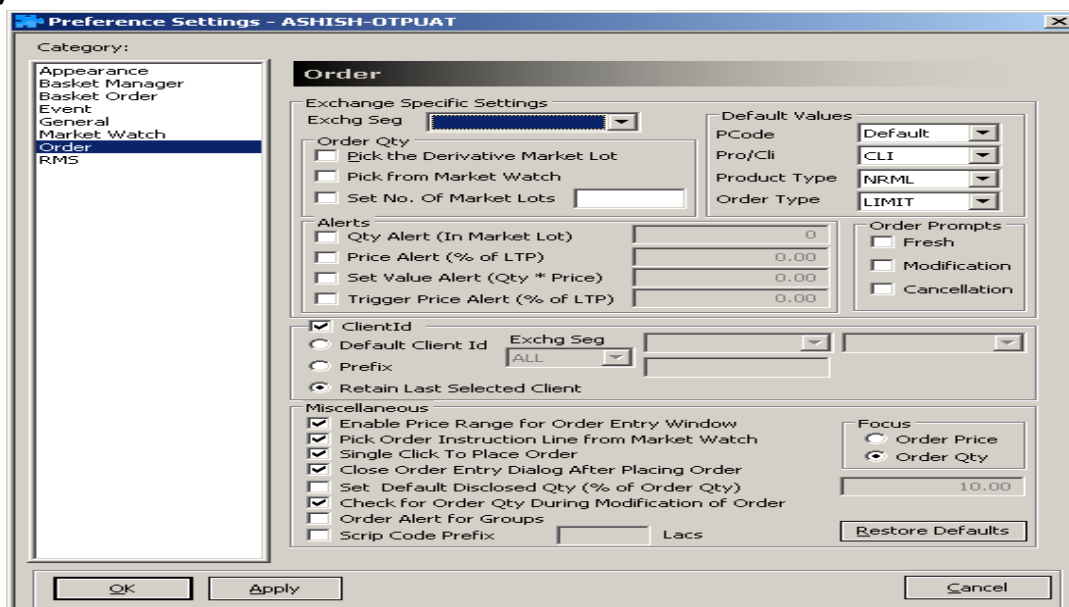 Preference Settings - ASHISH-OTPUAT
Category:
Appearance
Basket Manager
Basket Order
Event
General
Market Watch
Order
RMS
Order
Exchange Specific Settings
Exchg Seg
Order Qty
Pick the Derivative Market Lot
Pick from Market Watch
Set No. Of Market Lots
Default Values
PCode Default
Pro/Cli CLI
Product Type NRML
Order Type LIMIT
Alerts
Qty Alert (In Market Lot) 0
Price Alert (% of LTP) 0.00
Set Value Alert (Qty * Price) 0.00
Trigger Price Alert (% of LTP) 0.00
Order Prompts
Fresh
Modification
Cancellation
ClientId
Default Client Id Exchg Seg
ALL
Prefix
Retain Last Selected Client
Miscellaneous
Enable Price Range for Order Entry Window
Pick Order Instruction Line from Market Watch
Single Click To Place Order
Close Order Entry Dialog After Placing Order
Set Default Disclosed Qty (% of Order Qty) 10.00
Check for Order Qty During Modification of Order
Order Alert for Groups
Scrip Code Prefix Lacs
Focus
Order Price
Order Qty
Restore Defaults
OK Apply Cancel